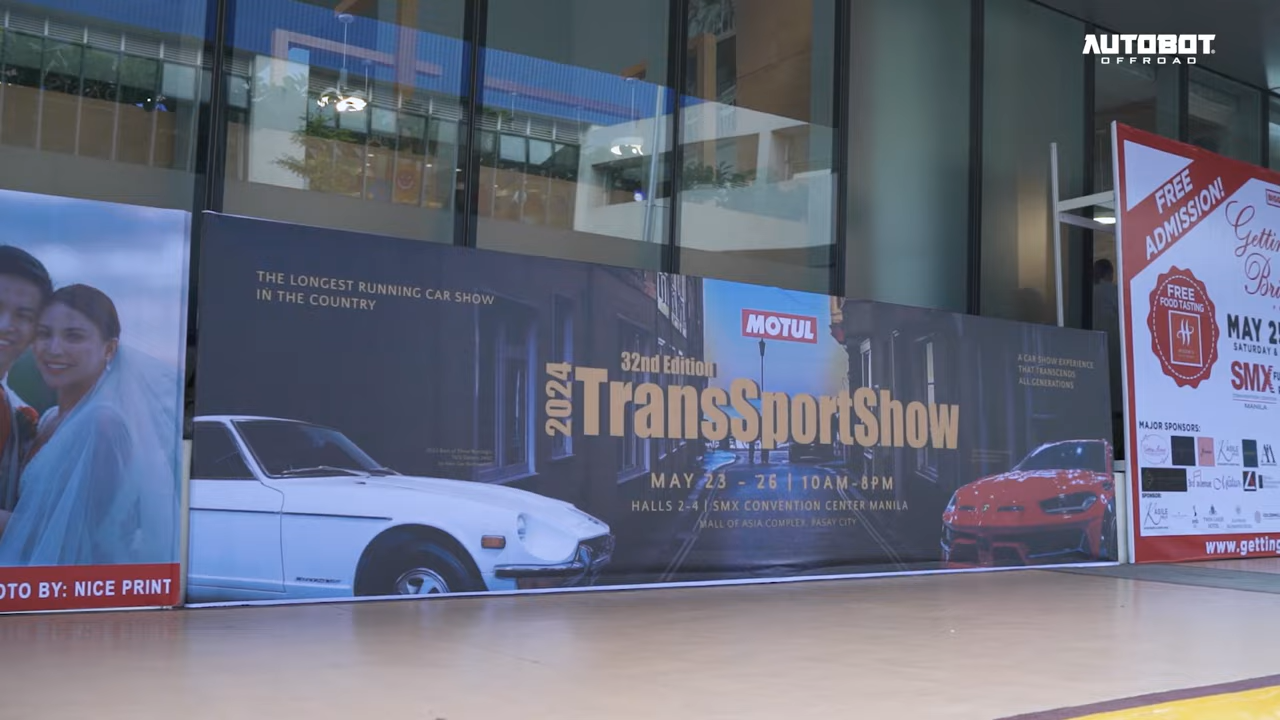 AUTOBOT
OFFROAD
THE LONGEST RUNNING CAR SHOW
IN THE COUNTRY
MOTUL
32nd Edition
2024
TransSportShow
MAY 23 - 26 | 10AM-8PM
HALLS 2-4 | SMX CONVENTION CENTER MANILA
MALL OF ASIA COMPLEX, PASAY CITY
A CAR SHOW EXPERIENCE
THAT TRANSCENDS
ALL GENERATIONS
OTO BY: NICE PRINT
FREE
ADMISSION!
Getting
FREE
FOOD TASTING
MAY 2
SATURDAY &
SMX
MANILA
MAJOR SPONSORS:
www.getting